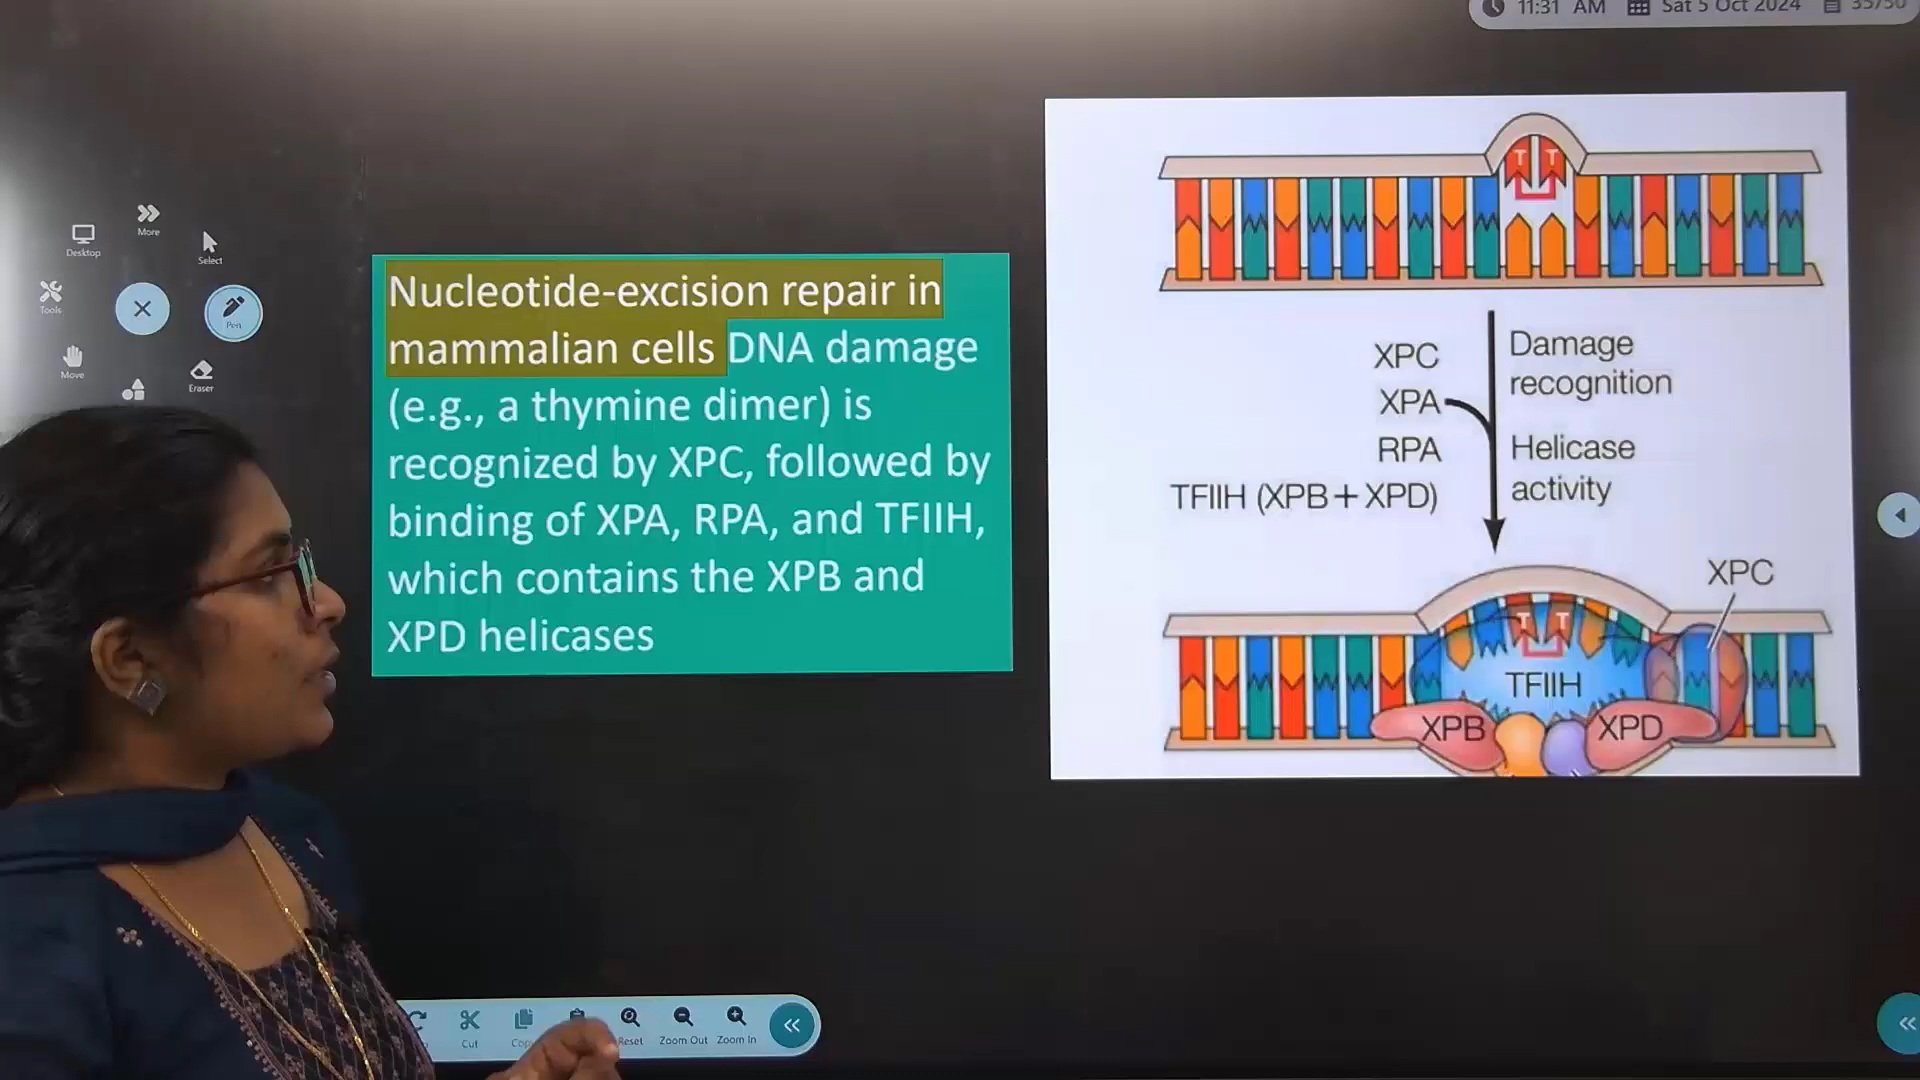 11:31 AM Sat 5 Oct 2024 35/50
More
Desktop
Select
Tools
Pen
Move
Eraser
Nucleotide-excision repair in
mammalian cells DNA damage
(e.g., a thymine dimer) is
recognized by XPC, followed by
binding of XPA, RPA, and TFIIH,
which contains the XPB and
XPD helicases
T T
XPC
XPA
RPA
TFIIH (XPB+XPD)
Damage
recognition
Helicase
activity
XPC
T T
TFIIH
XPB
XPD
Cut
Reset
Zoom Out
Zoom In